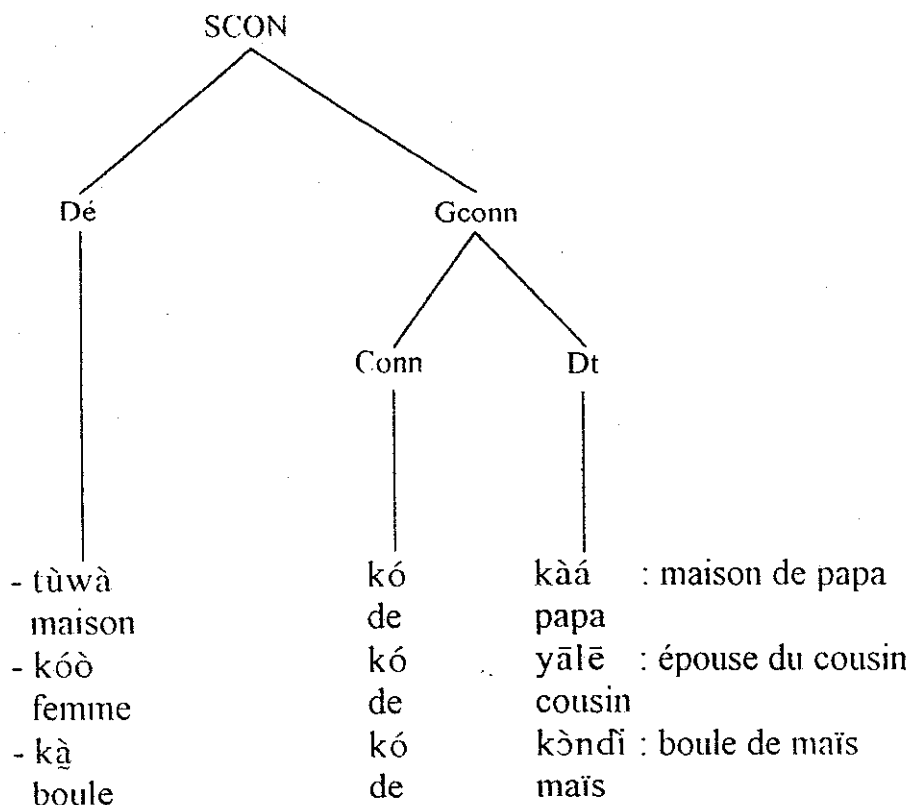 SCON
Dé Gconn
Conn Dt
- tùwà kó kàá : maison de papa
maison de papa
- kóò kó yālē : épouse du cousin
femme de cousin
- kà̰ kó kɔ̀ndí : boule de maïs
boule de maïs